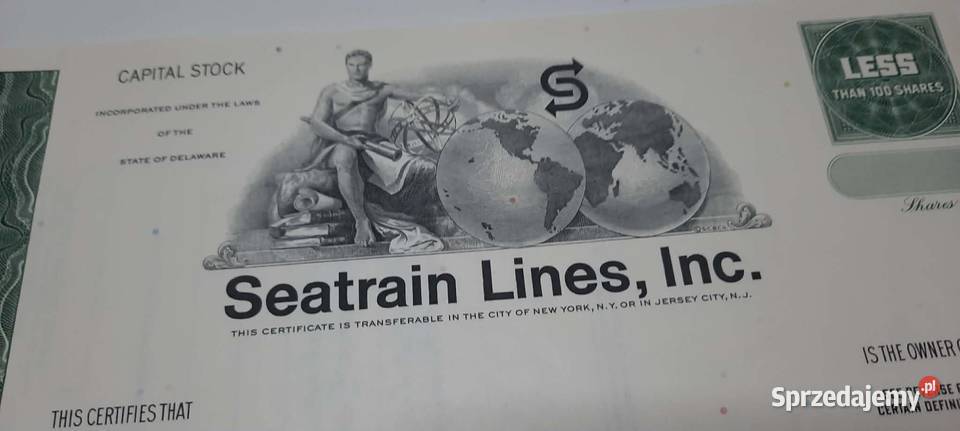 CAPITAL STOCK
INCORPORATED UNDER THE LAWS
OF THE
STATE OF DELAWARE
S
LESS
THAN 100 SHARES
Shares
Seatrain Lines, Inc.
THIS CERTIFICATE IS TRANSFERABLE IN THE CITY OF NEW YORK, N.Y. OR IN JERSEY CITY, N.J.
IS THE OWNER
THIS CERTIFIES THAT
CERTAIN
Sprzedajemy.pl